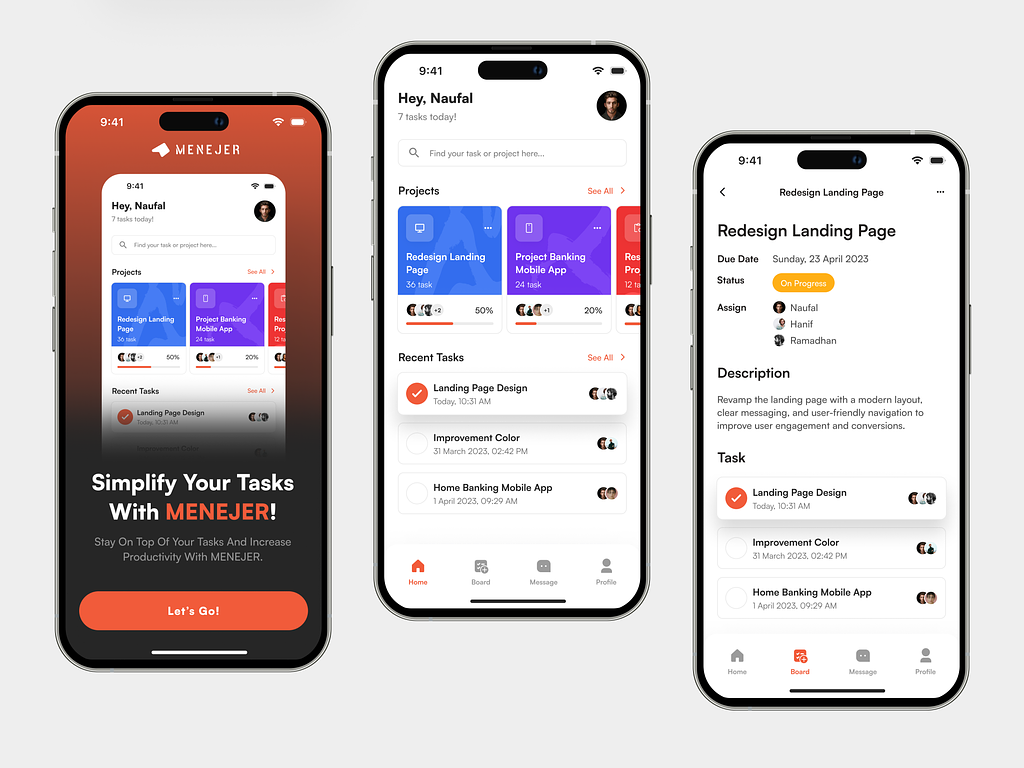 9:41
MENEJER
9:41
Hey, Naufal
7 tasks today!
Find your task or project here...
Projects
See All
Redesign Landing
Page
36 task
+2
50%
Project Banking
Mobile App
24 task
+1
20%
Res
Pro
12 ta
Recent Tasks
See All
Landing Page Design
Today, 10:31 AM
Improvement Color
Simplify Your Tasks
With MENEJER!
Stay On Top Of Your Tasks And Increase
Productivity With MENEJER.
Let's Go!
9:41
Hey, Naufal
7 tasks today!
Find your task or project here...
Projects
See All
Redesign Landing
Page
36 task
+2
50%
Project Banking
Mobile App
24 task
+1
20%
Res
Proj
12 ta
Recent Tasks
See All
Landing Page Design
Today, 10:31 AM
Improvement Color
31 March 2023, 02:42 PM
Home Banking Mobile App
1 April 2023, 09:29 AM
Home
Board
Message
Profile
9:41
Redesign Landing Page
Redesign Landing Page
Due Date Sunday, 23 April 2023
Status On Progress
Assign Naufal
Hanif
Ramadhan
Description
Revamp the landing page with a modern layout,
clear messaging, and user-friendly navigation to
improve user engagement and conversions.
Task
Landing Page Design
Today, 10:31 AM
Improvement Color
31 March 2023, 02:42 PM
Home Banking Mobile App
1 April 2023, 09:29 AM
Home
Board
Message
Profile